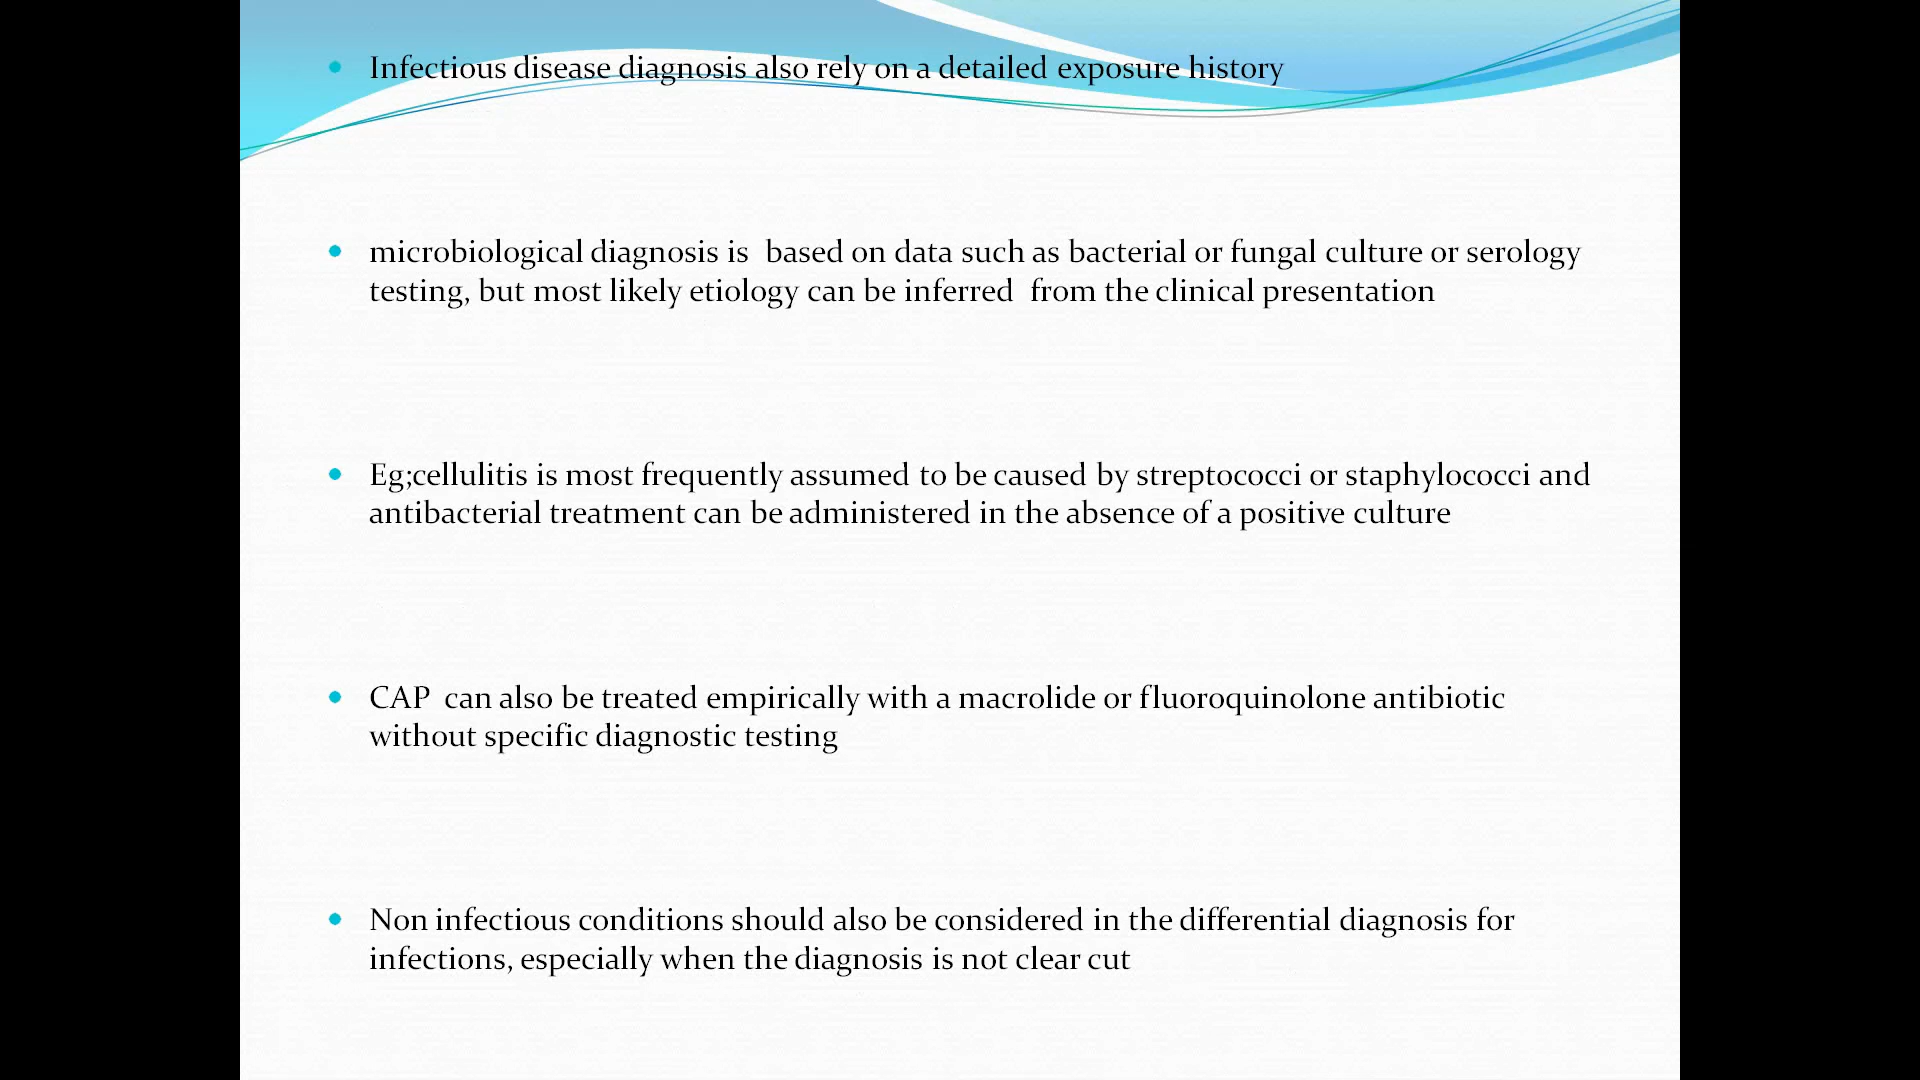 Infectious disease diagnosis also rely on a detailed exposure history
microbiological diagnosis is  based on data such as bacterial or fungal culture or serology
testing, but most likely etiology can be inferred  from the clinical presentation
Eg;cellulitis is most frequently assumed to be caused by streptococci or staphylococci and
antibacterial treatment can be administered in the absence of a positive culture
CAP  can also be treated empirically with a macrolide or fluoroquinolone antibiotic
without specific diagnostic testing
Non infectious conditions should also be considered in the differential diagnosis for
infections, especially when the diagnosis is not clear cut